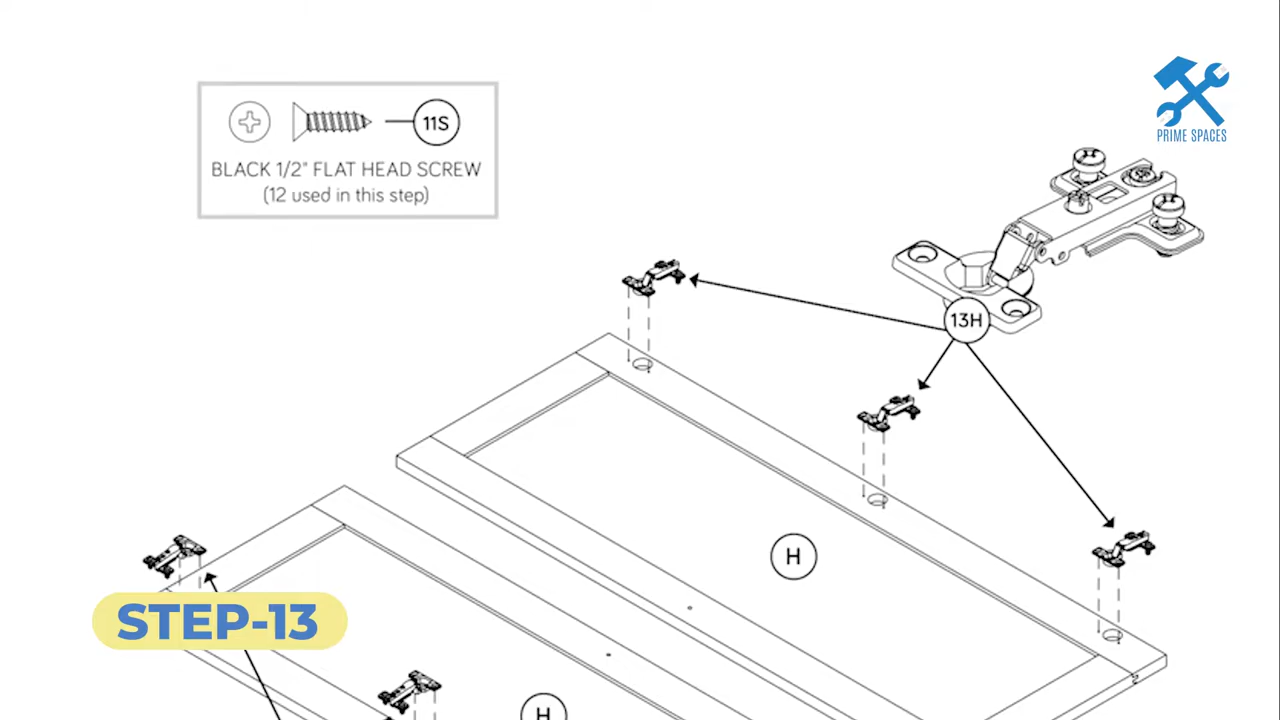 PRIME SPACES
11S
BLACK 1/2" FLAT HEAD SCREW
(12 used in this step)
13H
H
STEP-13
H